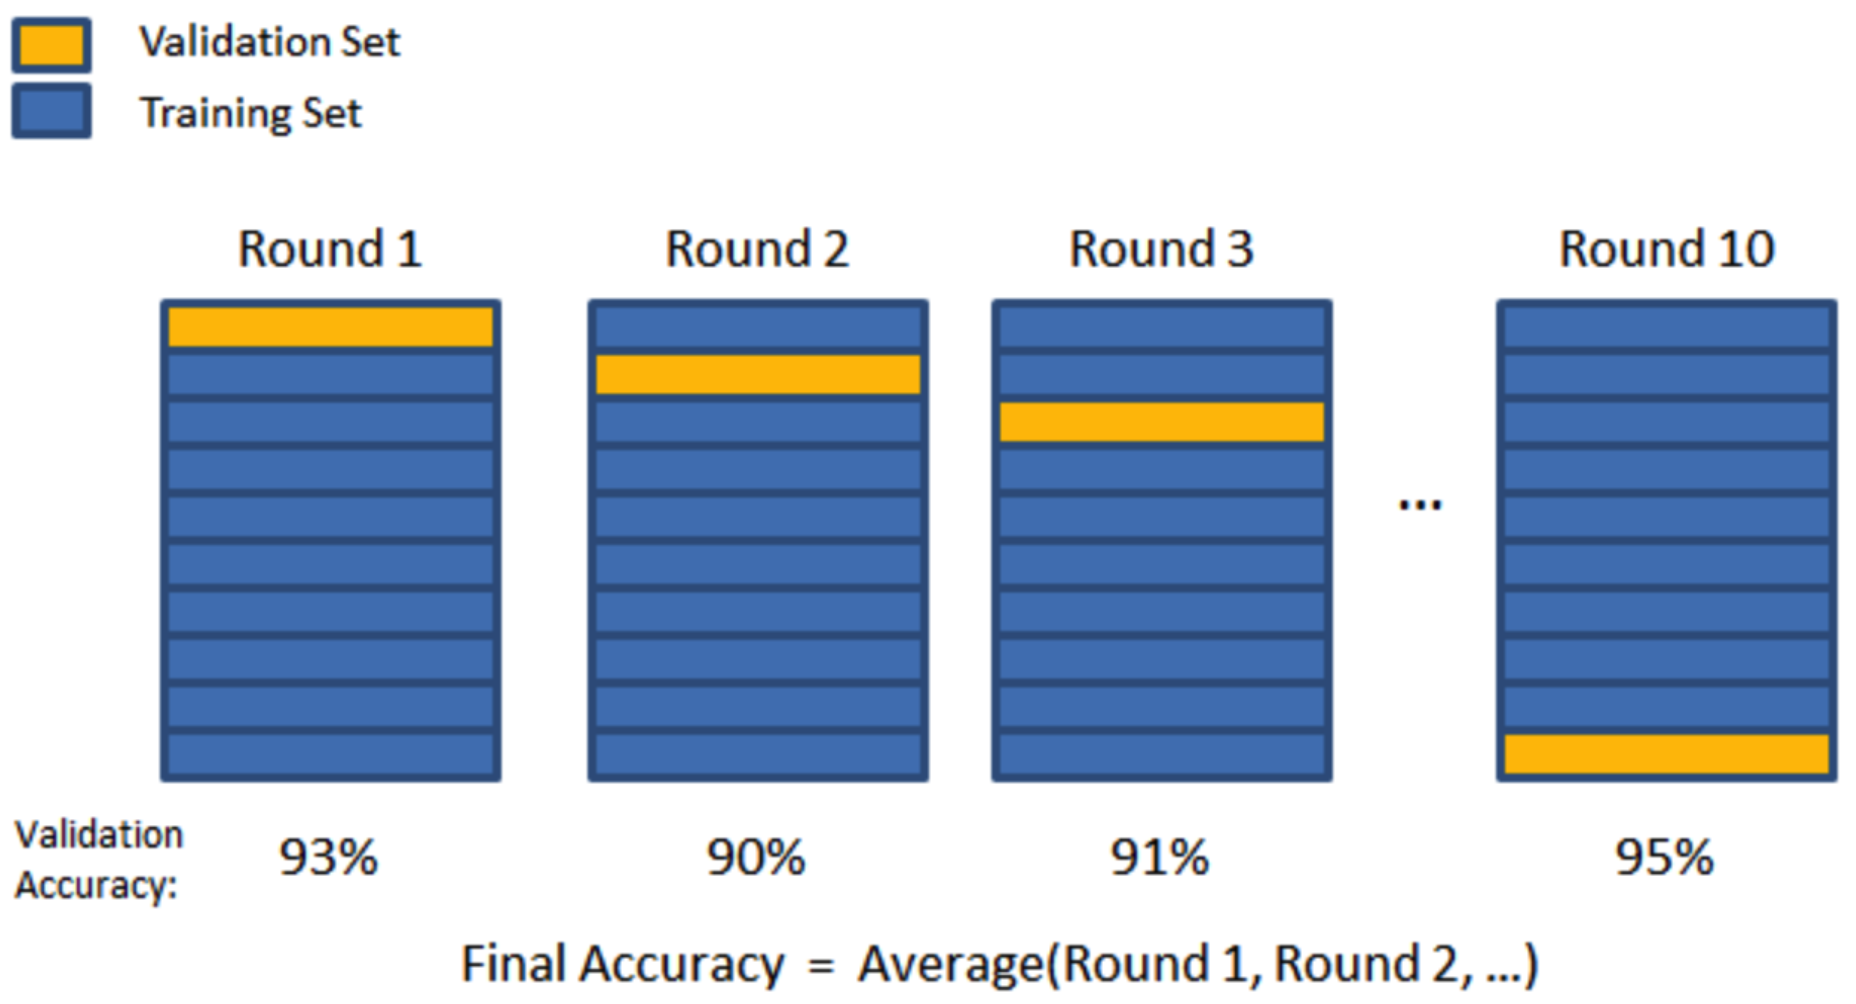 Validation Set
Training Set
Round 1 Round 2 Round 3 Round 10
...
Validation
Accuracy: 93% 90% 91% 95%
Final Accuracy = Average(Round 1, Round 2, ...)